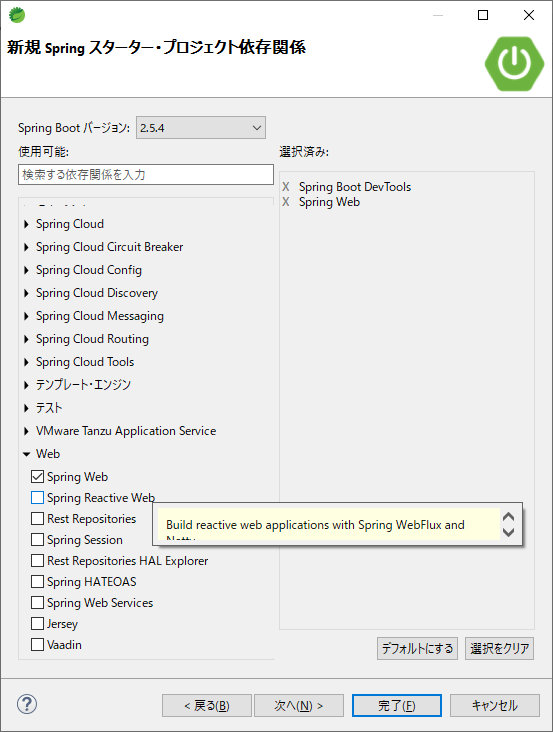 新規 Spring スターター・プロジェクト依存関係
Spring Boot バージョン: 2.5.4
使用可能:
選択済み:
検索する依存関係を入力
X Spring Boot DevTools
X Spring Web
Spring Cloud
Spring Cloud Circuit Breaker
Spring Cloud Config
Spring Cloud Discovery
Spring Cloud Messaging
Spring Cloud Routing
Spring Cloud Tools
テンプレート・エンジン
テスト
VMware Tanzu Application Service
Web
Spring Web
Spring Reactive Web
Build reactive web applications with Spring WebFlux and
Rest Repositories
Spring Session
Rest Repositories HAL Explorer
Spring HATEOAS
Spring Web Services
Jersey
Vaadin
デフォルトにする
選択をクリア
< 戻る(B)
次へ(N) >
完了(F)
キャンセル